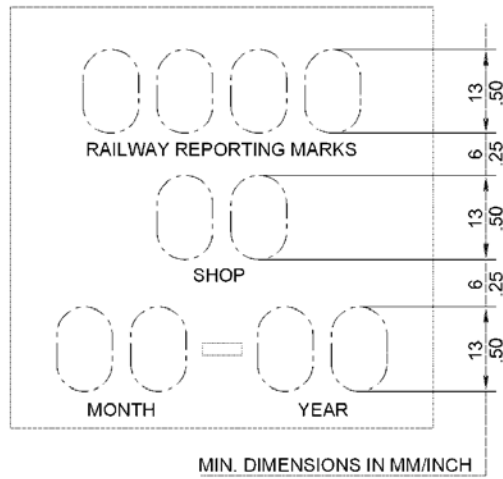 13
.50
RAILWAY REPORTING MARKS
6
.25
13
.50
SHOP
6
.25
13
.50
MONTH
YEAR
MIN. DIMENSIONS IN MM/INCH